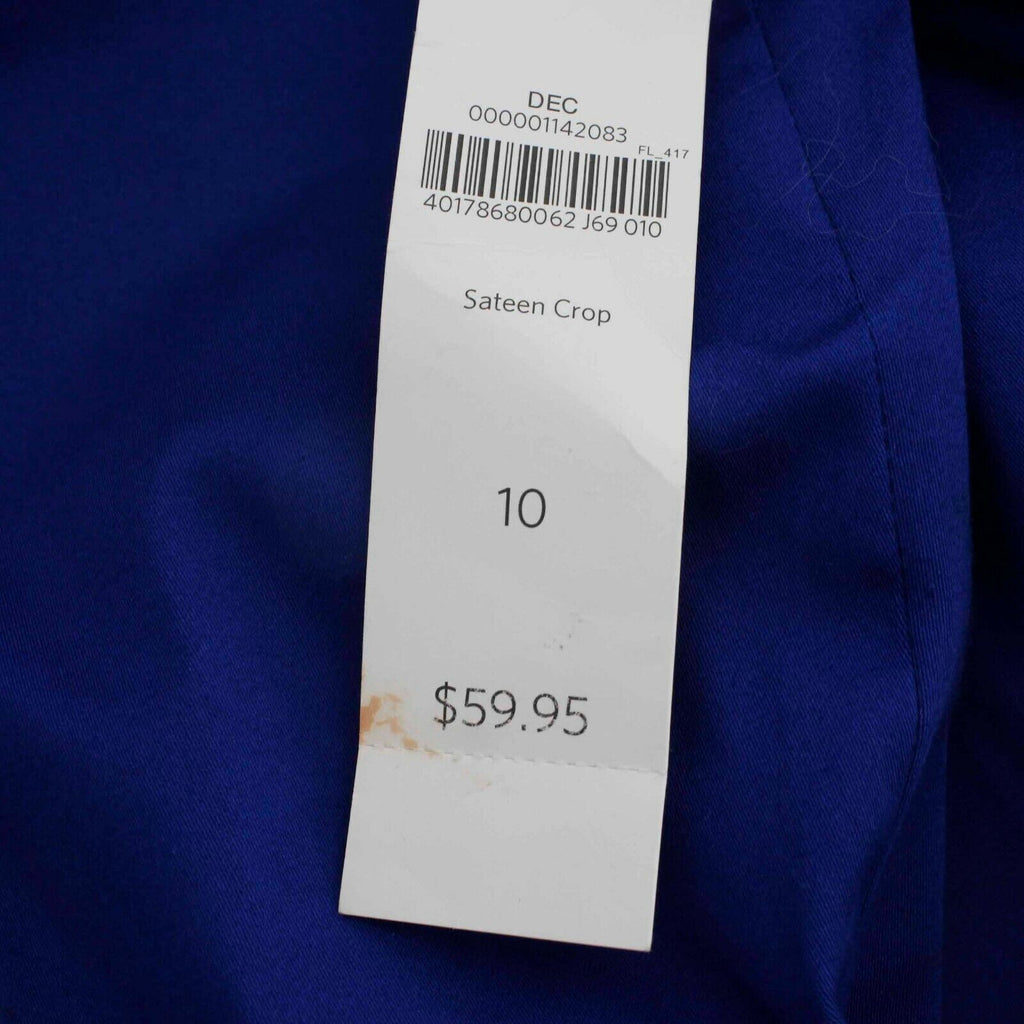 DEC
000001142083
FL_417
40178680062 J69 010
Sateen Crop
10
$59.95